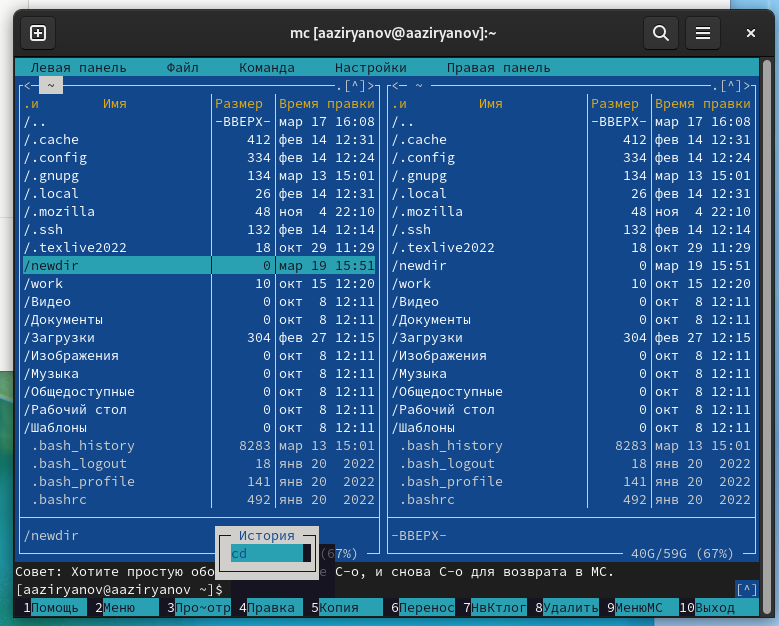 mc [aaziryanov@aaziryanov]:~
Левая панель Файл Команда Настройки Правая панель
<─ ~ .[^]> <─ ~ .[^]>
.и Имя Размер Время правки .и Имя Размер Время правки
/.. -ВВЕРХ- мар 17 16:08 /.. -ВВЕРХ- мар 17 16:08
/.cache 412 фев 14 12:31 /.cache 412 фев 14 12:31
/.config 334 фев 14 12:24 /.config 334 фев 14 12:24
/.gnupg 134 мар 13 15:01 /.gnupg 134 мар 13 15:01
/.local 26 фев 14 12:31 /.local 26 фев 14 12:31
/.mozilla 48 ноя 4 22:10 /.mozilla 48 ноя 4 22:10
/.ssh 132 фев 14 12:14 /.ssh 132 фев 14 12:14
/.texlive2022 18 окт 29 11:29 /.texlive2022 18 окт 29 11:29
/newdir 0 мар 19 15:51 /newdir 0 мар 19 15:51
/work 10 окт 15 12:20 /work 10 окт 15 12:20
/Видео 0 окт 8 12:11 /Видео 0 окт 8 12:11
/Документы 0 окт 8 12:11 /Документы 0 окт 8 12:11
/Загрузки 304 фев 27 12:15 /Загрузки 304 фев 27 12:15
/Изображения 0 окт 8 12:11 /Изображения 0 окт 8 12:11
/Музыка 0 окт 8 12:11 /Музыка 0 окт 8 12:11
/Общедоступные 0 окт 8 12:11 /Общедоступные 0 окт 8 12:11
/Рабочий стол 0 окт 8 12:11 /Рабочий стол 0 окт 8 12:11
/Шаблоны 0 окт 8 12:11 /Шаблоны 0 окт 8 12:11
.bash_history 8283 мар 13 15:01 .bash_history 8283 мар 13 15:01
.bash_logout 18 янв 20 2022 .bash_logout 18 янв 20 2022
.bash_profile 141 янв 20 2022 .bash_profile 141 янв 20 2022
.bashrc 492 янв 20 2022 .bashrc 492 янв 20 2022
/newdir -ВВЕРХ-
История
cd (67%) 40G/59G (67%)
Совет: Хотите простую обо е C-o, и снова C-o для возврата в MC.
[aaziryanov@aaziryanov ~]$ [^]
1Помощь 2Меню 3Про~отр 4Правка 5Копия 6Перенос 7НвКтлог 8Удалить 9МенюMC 10Выход